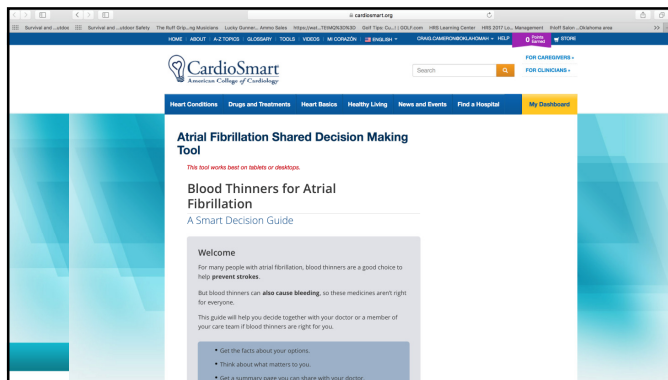 cardiosmart.org
Survival and ...utdoor Survival and ...utdoor Safety The Ruff Grip...ng Musicians Lucky Gunner,, Ammo Sales Golf Tips: Cu...| | GOLF.com HRS Learning Center HRS 2017 Lo... Management ...Oklahoma area
HOME ABOUT A-Z TOPICS GLOSSARY TOOLS VIDEOS MI CORAZÓN ENGLISH HELP 0 Points Earned STORE
FOR CAREGIVERS
CardioSmart
American College of Cardiology
Search
FOR CLINICIANS
Heart Conditions Drugs and Treatments Heart Basics Healthy Living News and Events Find a Hospital My Dashboard
Atrial Fibrillation Shared Decision Making
Tool
This tool works best on tablets or desktops.
Blood Thinners for Atrial
Fibrillation
A Smart Decision Guide
Welcome
For many people with atrial fibrillation, blood thinners are a good choice to
help prevent strokes.
But blood thinners can also cause bleeding, so these medicines aren't right
for everyone.
This guide will help you decide together with your doctor or a member of
your care team if blood thinners are right for you.
• Get the facts about your options.
• Think about what matters to you.
• Get a summary page you can share with your doctor.